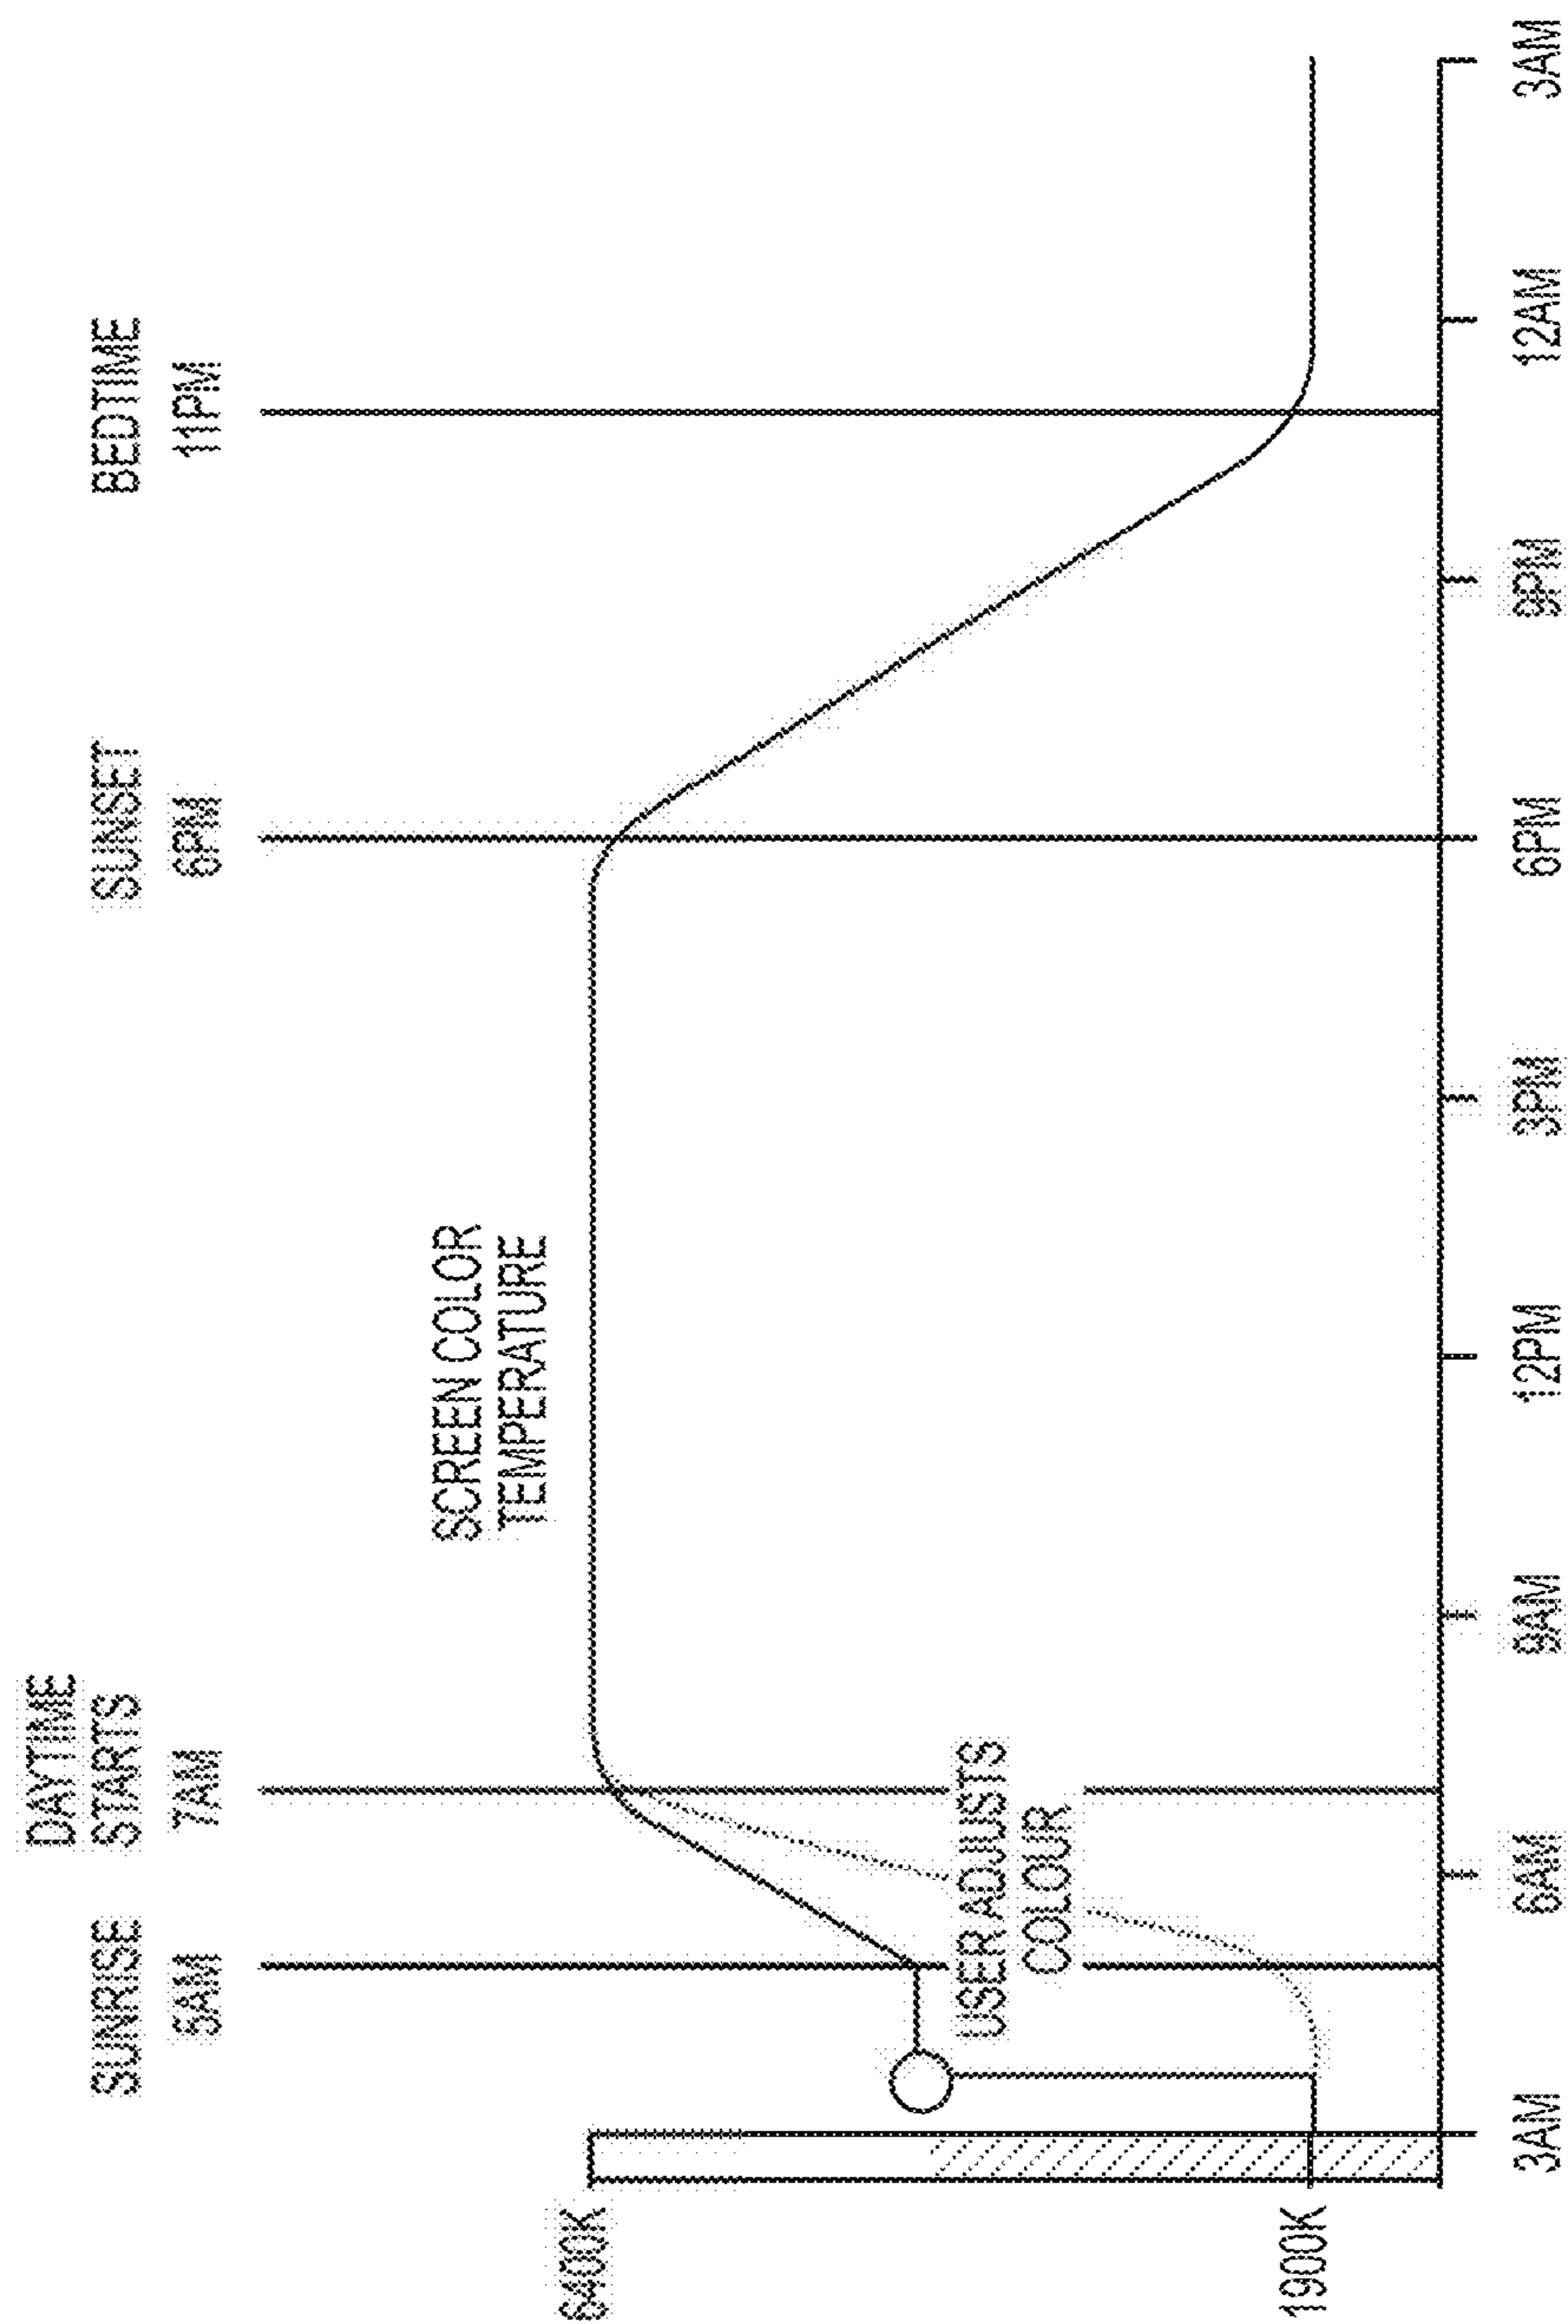 SUNRISE
5AM
DAYTIME
STARTS
7AM
SUNSET
6PM
BEDTIME
11PM
SCREEN COLOR
TEMPERATURE
6400K
USER ADJUSTS
COLOUR
1900K
3AM
6AM
9AM
12PM
3PM
6PM
9PM
12AM
3AM